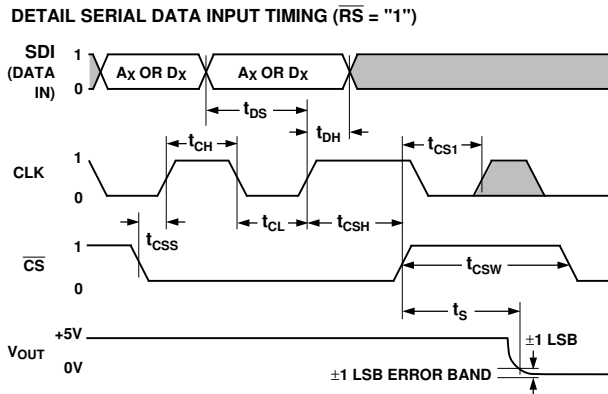 DETAIL SERIAL DATA INPUT TIMING (RS = "1")
SDI
(DATA
IN)
1
0
AX OR DX
AX OR DX
tDS
tDH
tCH
tCS1
CLK
1
0
tCSS
tCL
tCSH
CS
1
0
tCSW
tS
VOUT
+5V
0V
±1 LSB
±1 LSB ERROR BAND